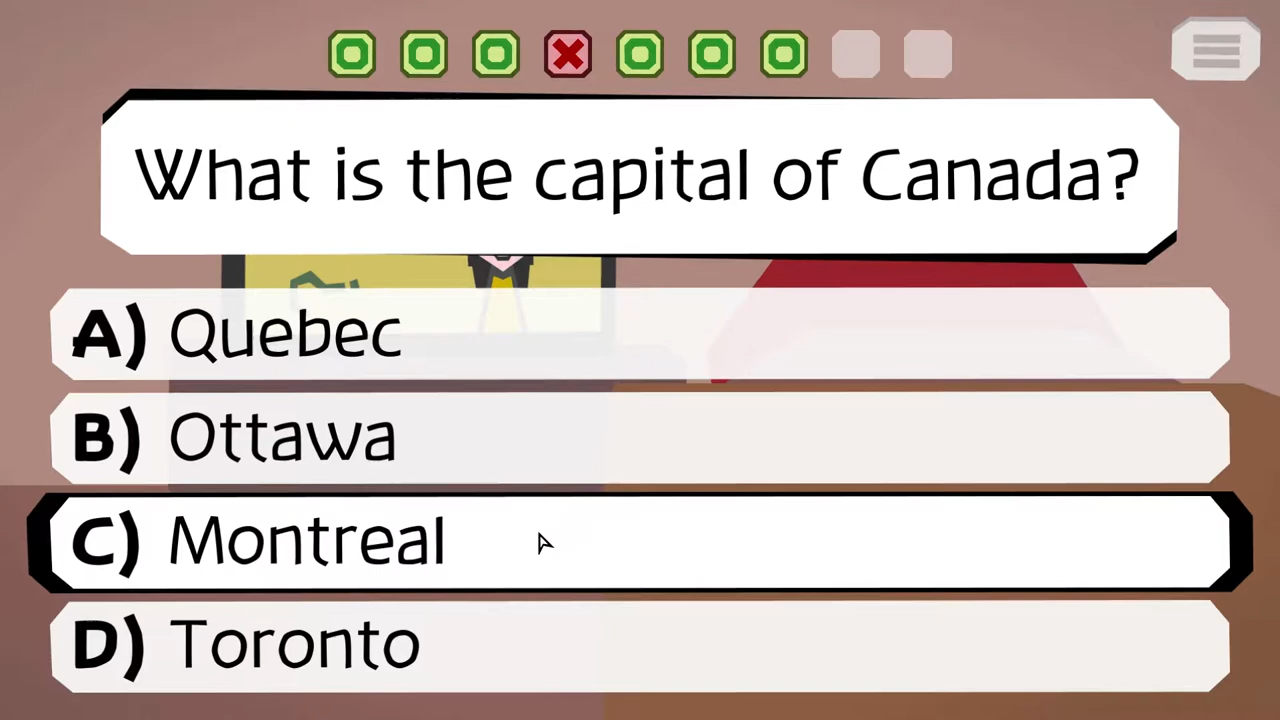 What is the capital of Canada?
A) Quebec
B) Ottawa
C) Montreal
D) Toronto